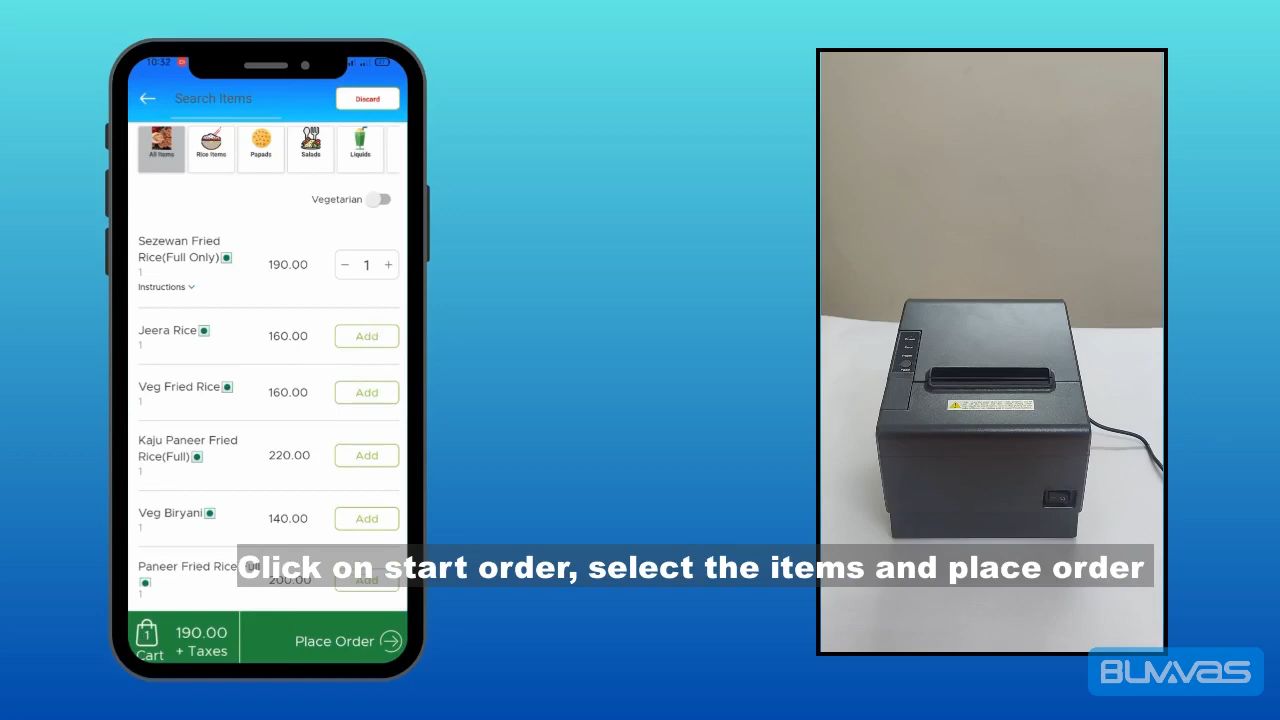 10:32
Search Items
Discard
All Items
Rice Items
Papads
Salads
Liquids
Vegetarian
Sezewan Fried
Rice(Full Only)
1
190.00
− 1 +
Instructions
Jeera Rice
1
160.00
Add
Veg Fried Rice
1
160.00
Add
Kaju Paneer Fried
Rice(Full)
1
220.00
Add
Veg Biryani
1
140.00
Add
Paneer Fried Rice
1
200.00
Add
Click on start order, select the items and place order
1
Cart
190.00
+ Taxes
Place Order